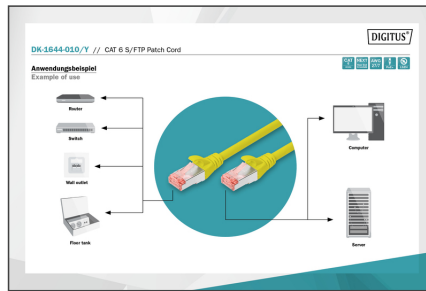 DIGITUS®
DK-1644-010/Y // CAT 6 S/FTP Patch Cord
Anwendungsbeispiel
Example of use
Router
Switch
Wall outlet
Floor tank
Computer
Server